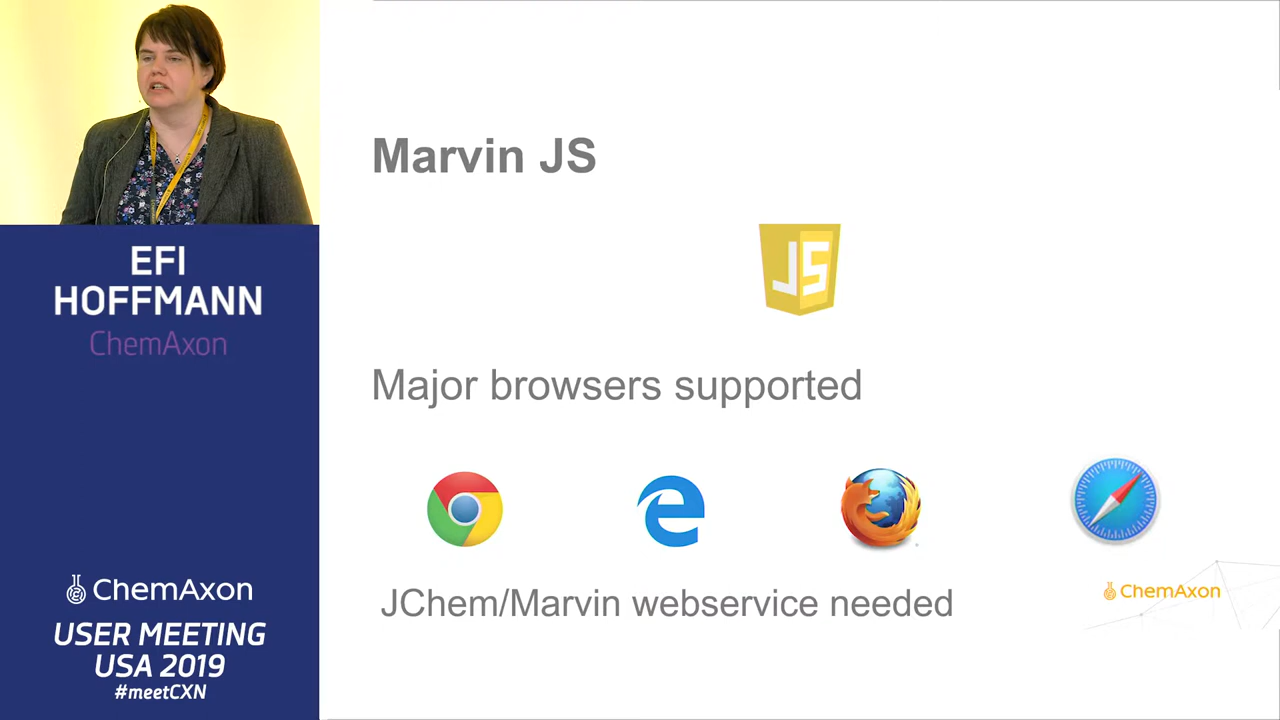 EFI
HOFFMANN
ChemAxon
ChemAxon
USER MEETING
USA 2019
#meetCXN
Marvin JS
JS
Major browsers supported
JChem/Marvin webservice needed
ChemAxon